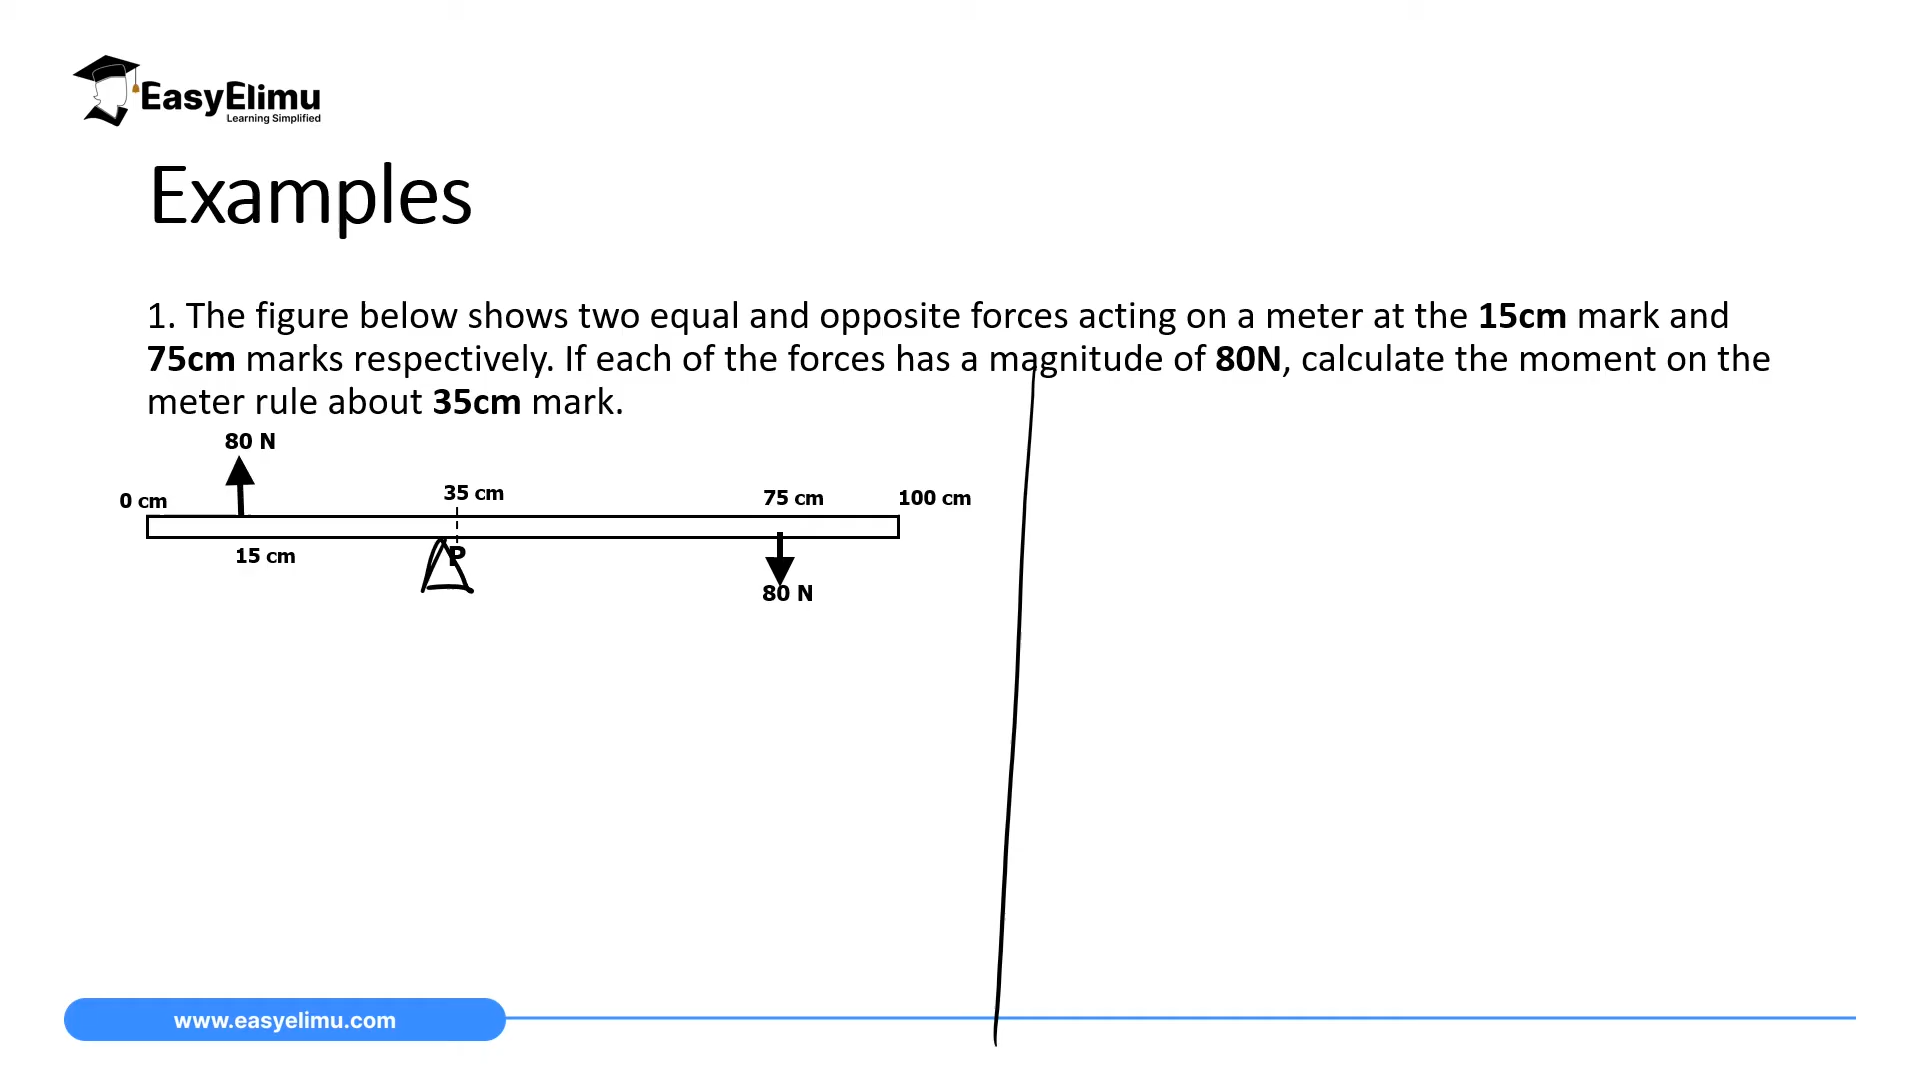 EasyElimu
Learning Simplified
Examples
1. The figure below shows two equal and opposite forces acting on a meter at the 15cm mark and
75cm marks respectively. If each of the forces has a magnitude of 80N, calculate the moment on the
meter rule about 35cm mark.
80 N
0 cm
35 cm
75 cm
100 cm
15 cm
P
80 N
www.easyelimu.com